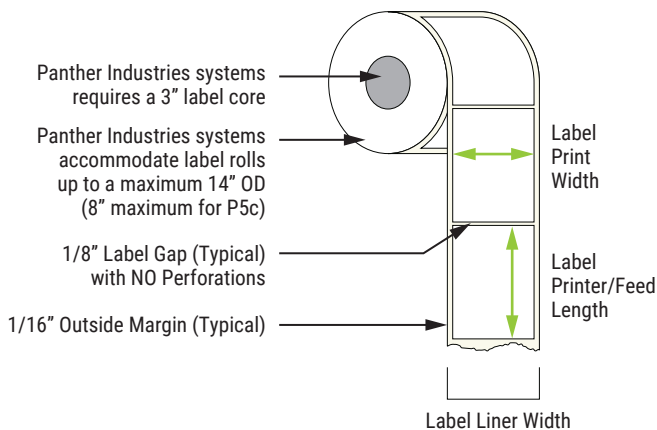 Panther Industries systems
requires a 3” label core
Panther Industries systems
accommodate label rolls
up to a maximum 14” OD
(8” maximum for P5c)
1/8” Label Gap (Typical)
with NO Perforations
1/16” Outside Margin (Typical)
Label
Print
Width
Label
Printer/Feed
Length
Label Liner Width